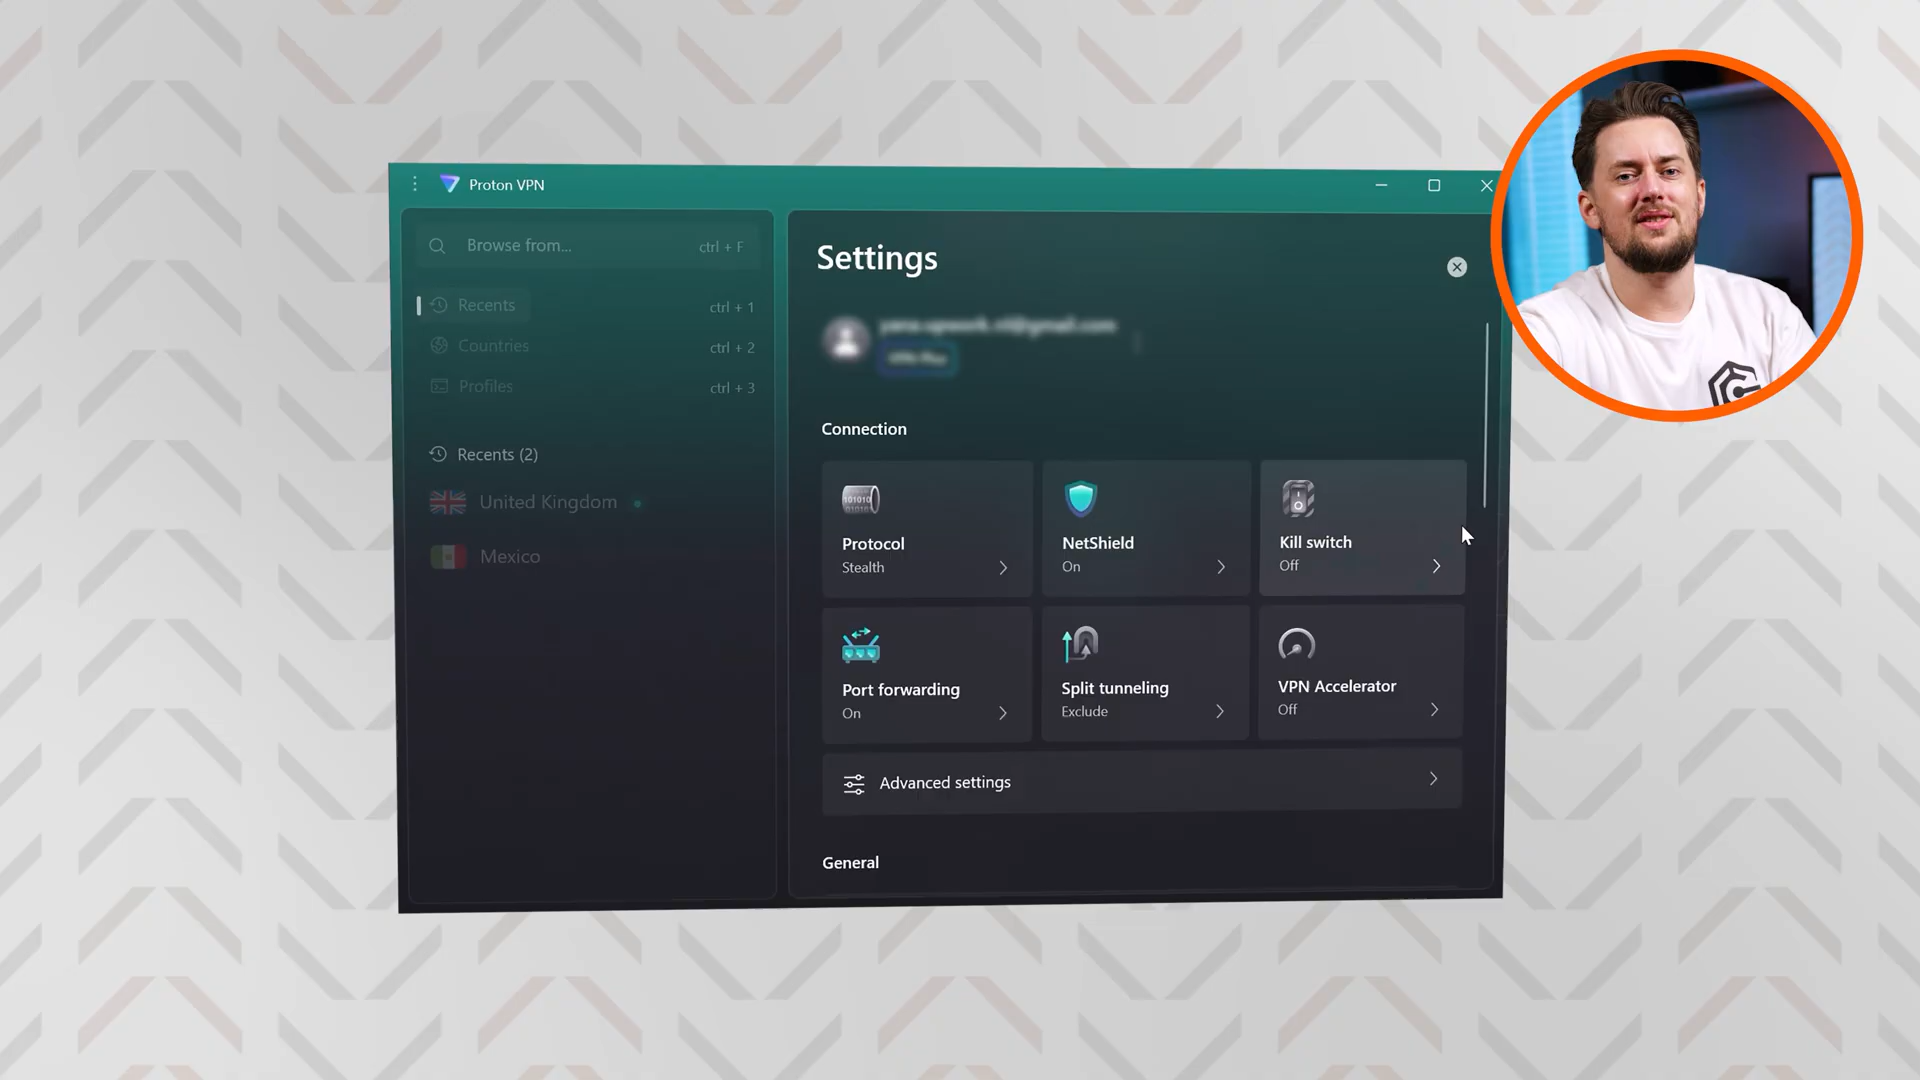 Proton VPN
Browse from...
ctrl + F
Recents
ctrl + 1
Countries
ctrl + 2
Profiles
ctrl + 3
Recents (2)
United Kingdom
Mexico
Settings
Connection
Protocol
Stealth
NetShield
On
Kill switch
Off
Port forwarding
On
Split tunneling
Exclude
VPN Accelerator
Off
Advanced settings
General